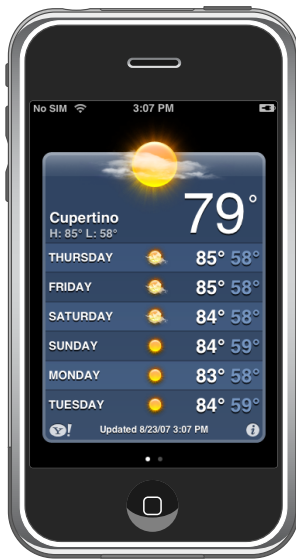 No SIM 3:07 PM
79°
Cupertino
H: 85° L: 58°
THURSDAY 85° 58°
FRIDAY 85° 58°
SATURDAY 84° 58°
SUNDAY 84° 59°
MONDAY 83° 58°
TUESDAY 84° 59°
Y! Updated 8/23/07 3:07 PM i